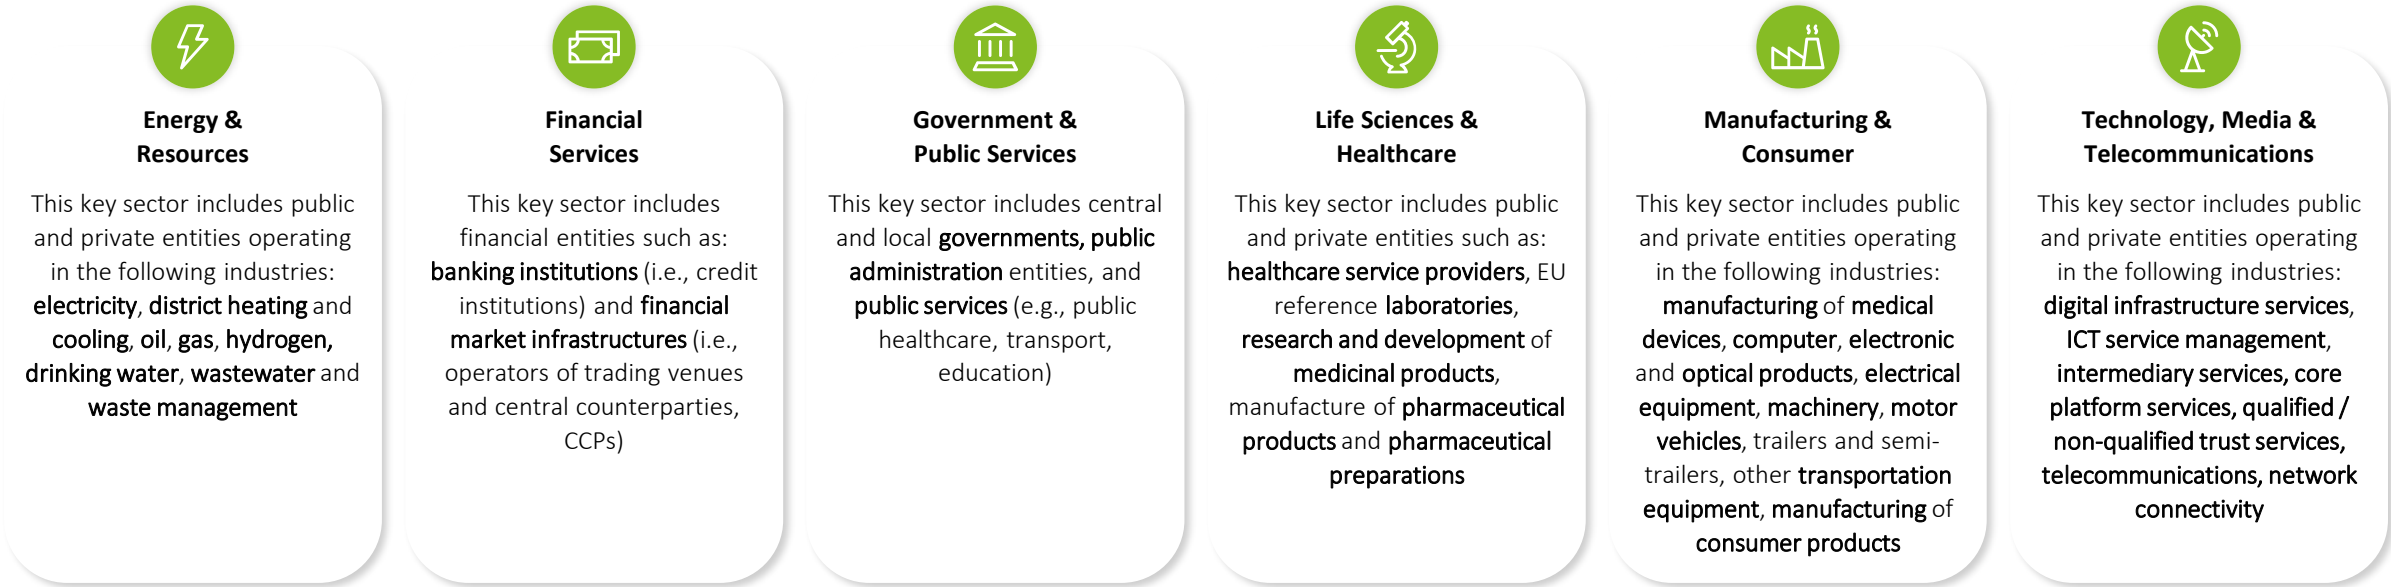 Energy &
Resources
This key sector includes public
and private entities operating
in the following industries:
electricity, district heating and
cooling, oil, gas, hydrogen,
drinking water, wastewater and
waste management
Financial
Services
This key sector includes
financial entities such as:
banking institutions (i.e., credit
institutions) and financial
market infrastructures (i.e.,
operators of trading venues
and central counterparties,
CCPs)
Government &
Public Services
This key sector includes central
and local governments, public
administration entities, and
public services (e.g., public
healthcare, transport,
education)
Life Sciences &
Healthcare
This key sector includes public
and private entities such as:
healthcare service providers, EU
reference laboratories,
research and development of
medicinal products,
manufacture of pharmaceutical
products and pharmaceutical
preparations
Manufacturing &
Consumer
This key sector includes public
and private entities operating
in the following industries:
manufacturing of medical
devices, computer, electronic
and optical products, electrical
equipment, machinery, motor
vehicles, trailers and semi-
trailers, other transportation
equipment, manufacturing of
consumer products
Technology, Media &
Telecommunications
This key sector includes public
and private entities operating
in the following industries:
digital infrastructure services,
ICT service management,
intermediary services, core
platform services, qualified /
non-qualified trust services,
telecommunications, network
connectivity